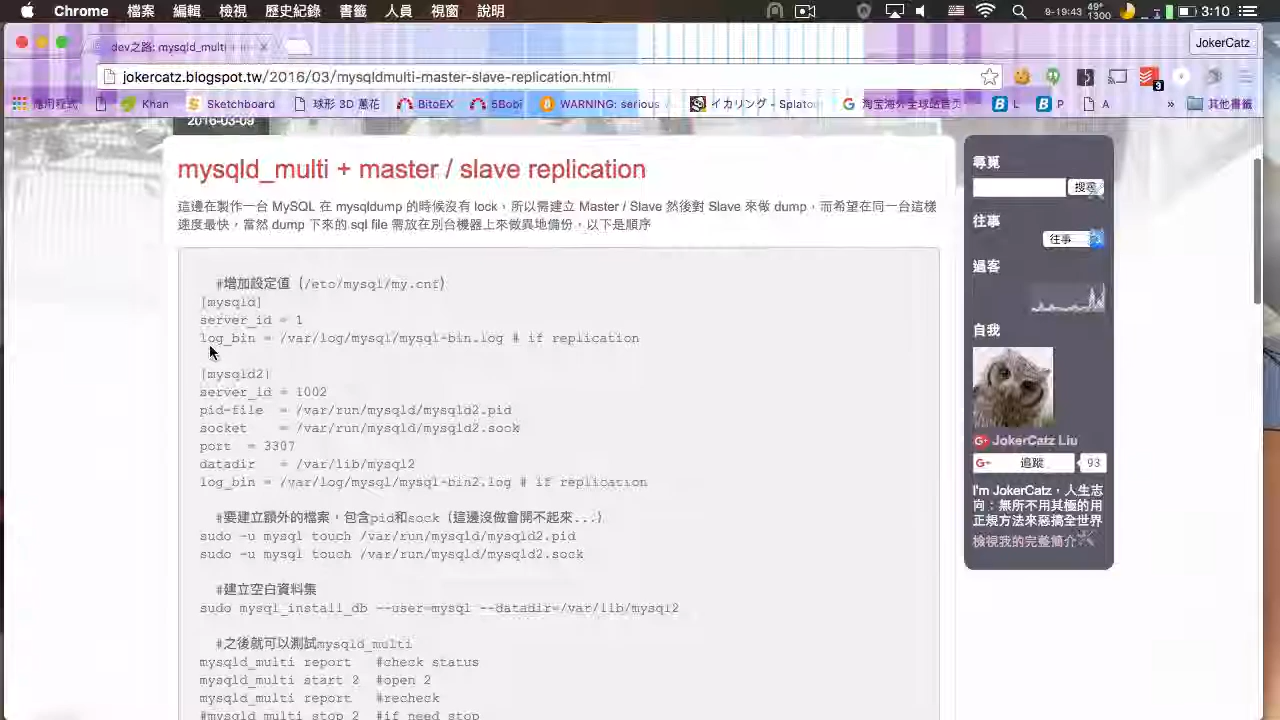 Chrome 檔案 編輯 檢視 歷史紀錄 書籤 人員 視窗 說明 9-19:43 49° 1300 3:10
dev之路: mysqld_multi JokerCatz
jokercatz.blogspot.tw/2016/03/mysqldmulti-master-slave-replication.html
應用程式 Khan Sketchboard 球形 3D 萬花 BitoEX 5Bobi WARNING: serious イカリング - Splatoo 淘宝海外全球站首页 L P A » 其他書籤
2016-03-09
mysqld_multi + master / slave replication
這邊在製作一台 MySQL 在 mysqldump 的時候沒有 lock，所以需建立 Master / Slave 然後對 Slave 來做 dump，而希望在同一台這樣
速度最快，當然 dump 下來的 sql file 需放在別台機器上來做異地備份，以下是順序
#增加設定值 (/etc/mysql/my.cnf)
[mysqld]
server_id = 1
log_bin = /var/log/mysql/mysql-bin.log # if replication
[mysqld2]
server_id = 1002
pid-file = /var/run/mysqld/mysqld2.pid
socket = /var/run/mysqld/mysqld2.sock
port = 3307
datadir = /var/lib/mysql2
log_bin = /var/log/mysql/mysql-bin2.log # if replication
#要建立額外的檔案，包含pid和sock (這邊沒做會開不起來...)
sudo -u mysql touch /var/run/mysqld/mysqld2.pid
sudo -u mysql touch /var/run/mysqld/mysqld2.sock
#建立空白資料集
sudo mysql_install_db --user=mysql --datadir=/var/lib/mysql2
#之後就可以測試mysqld_multi
mysqld_multi report #check status
mysqld_multi start 2 #open 2
mysqld_multi report #recheck
#mysqld_multi stop 2 #if need stop
尋覓
搜尋
往事
往事
過客
自我
JokerCatz Liu
追蹤 93
I'm JokerCatz，人生志
向：無所不用其極的用
正規方法來惡搞全世界
檢視我的完整簡介